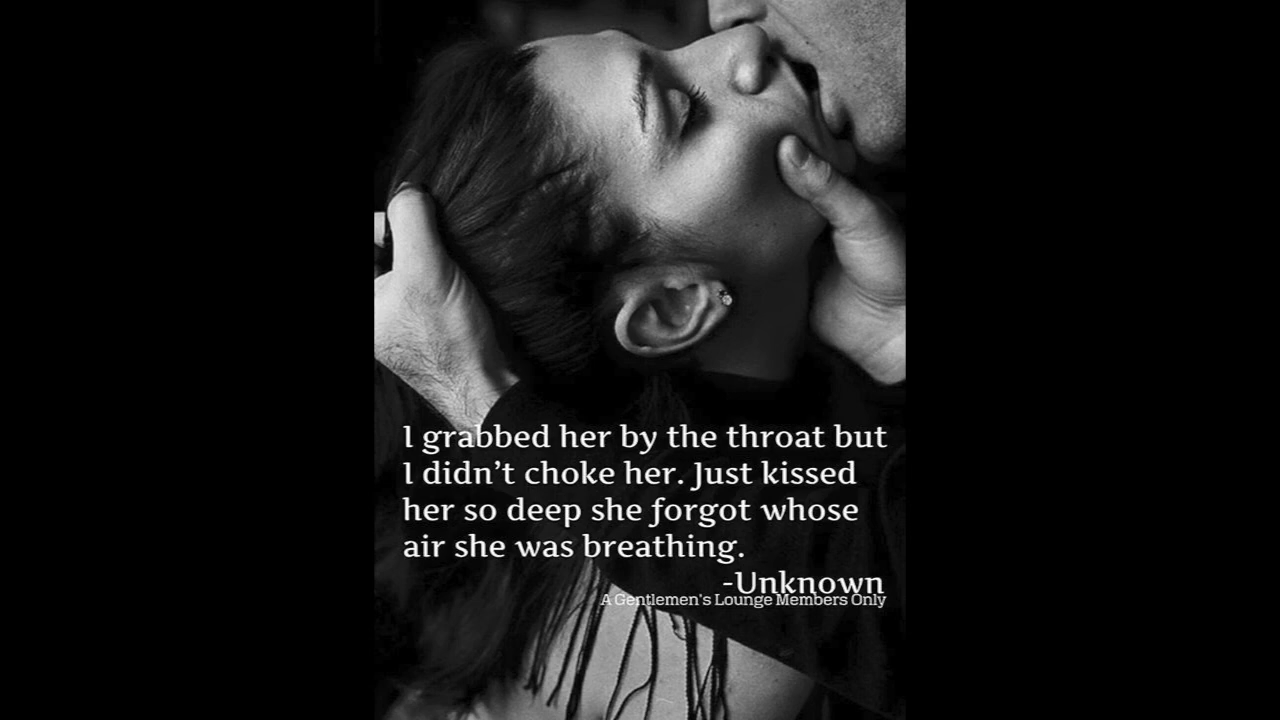 I grabbed her by the throat but
I didn’t choke her. Just kissed
her so deep she forgot whose
air she was breathing.
-Unknown
A Gentlemen's Lounge Members Only